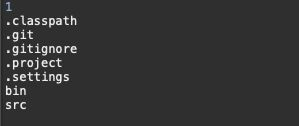 1
.classpath
.git
.gitignore
.project
.settings
bin
src